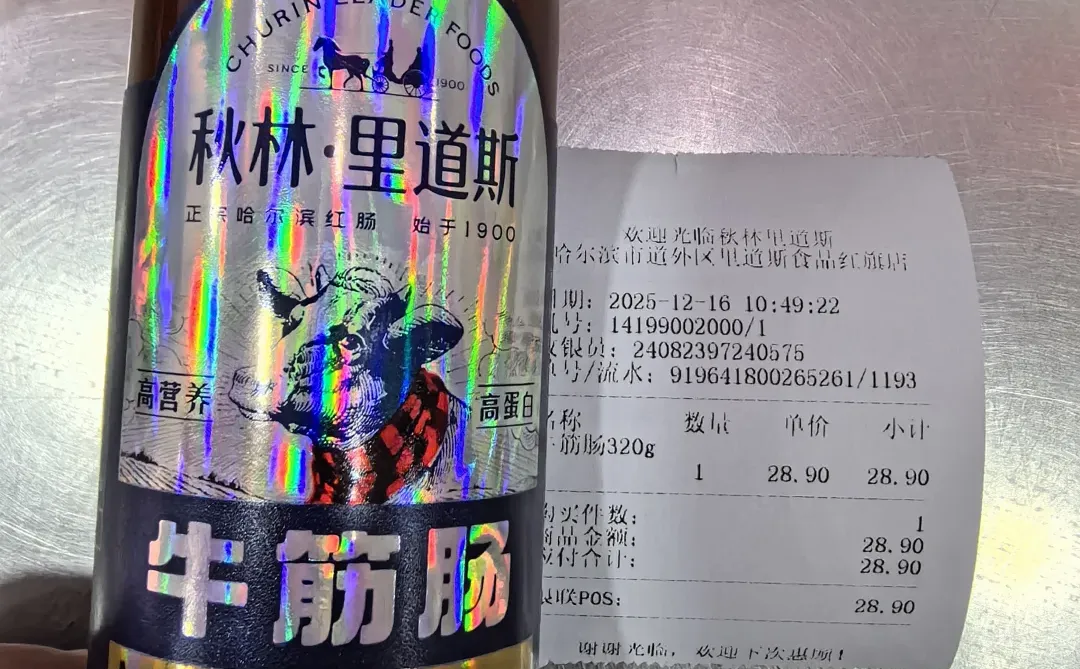 CHURIN LEADER FOODS
SINCE 1900
秋林·里道斯
正宗哈尔滨红肠 始于1900
高营养
高蛋白
牛筋肠
欢迎光临秋林里道斯
哈尔滨市道外区里道斯食品红旗店
期: 2025-12-16 10:49:22
号: 14199002000/1
银员: 24082397240575
号/流水: 919641800265261/1193
名称 数量 单价 小计
筋肠320g
1 28.90 28.90
购买件数: 1
商品金额: 28.90
应付合计: 28.90
银联POS: 28.90
谢谢光临, 欢迎下次惠顾!